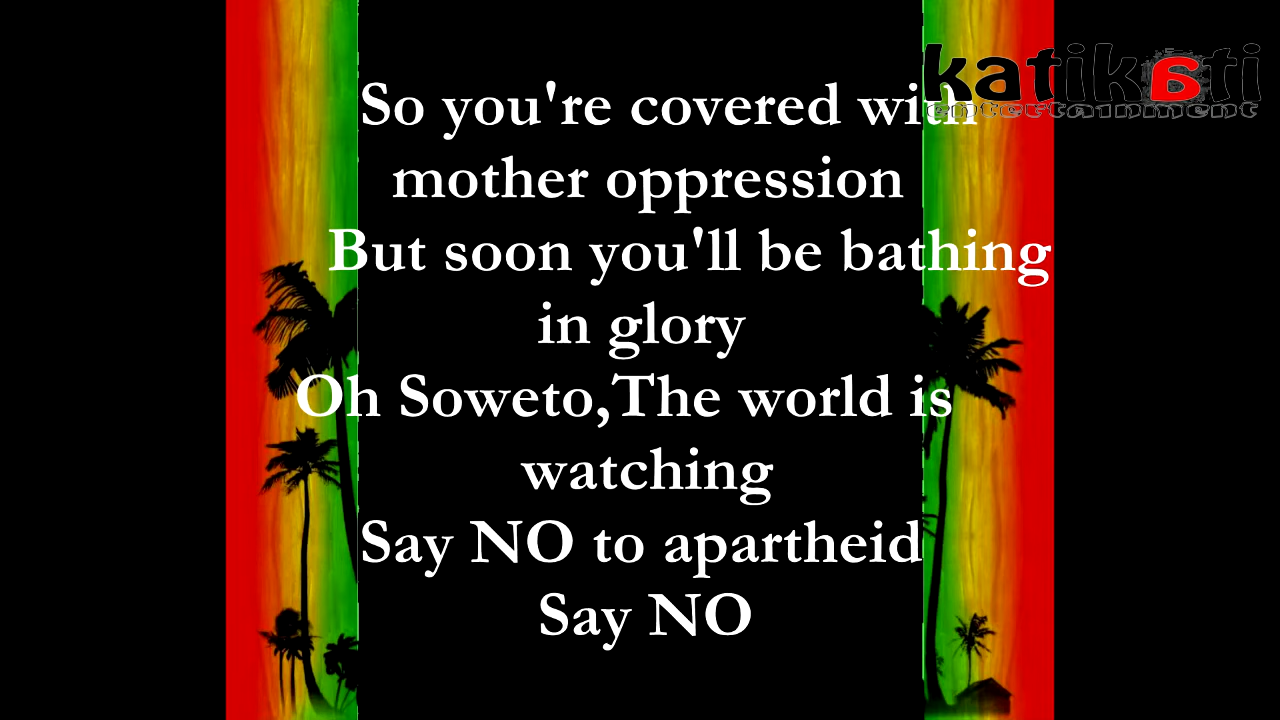 katikati
entertainment
So you're covered with
mother oppression
But soon you'll be bathing
in glory
Oh Soweto,The world is
watching
Say NO to apartheid
Say NO